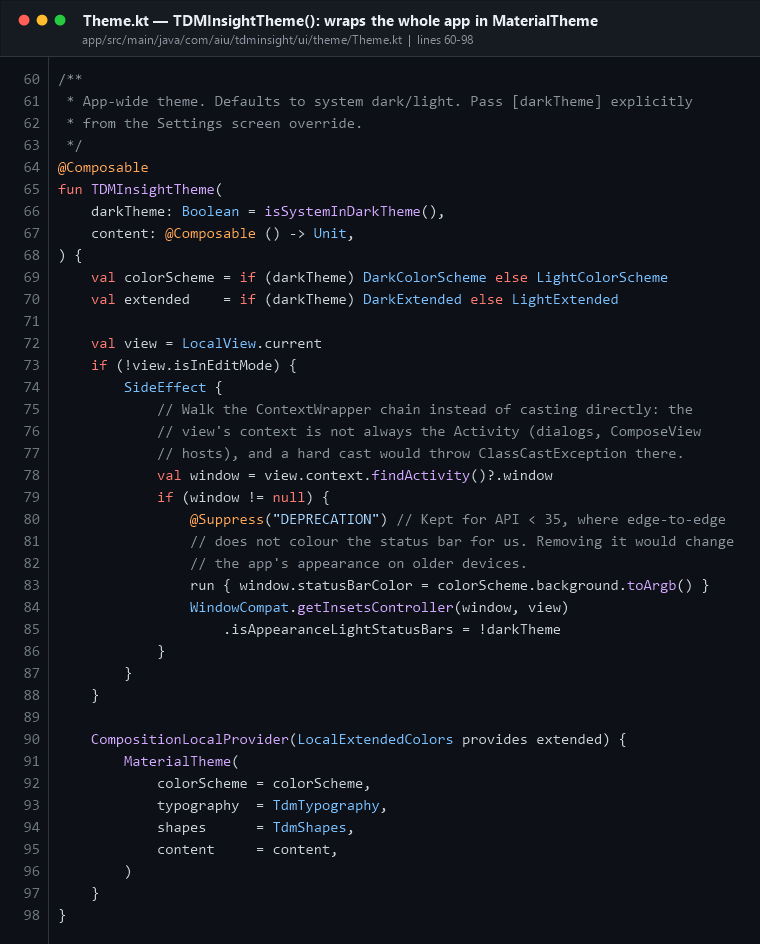 Theme.kt — TDMInsightTheme(): wraps the whole app in MaterialTheme
app/src/main/java/com/aiu/tdminsight/ui/theme/Theme.kt | lines 60-98
60 /**
61  * App-wide theme. Defaults to system dark/light. Pass [darkTheme] explicitly
62  * from the Settings screen override.
63  */
64 @Composable
65 fun TDMInsightTheme(
66     darkTheme: Boolean = isSystemInDarkTheme(),
67     content: @Composable () -> Unit,
68 ) {
69     val colorScheme = if (darkTheme) DarkColorScheme else LightColorScheme
70     val extended    = if (darkTheme) DarkExtended else LightExtended
71
72     val view = LocalView.current
73     if (!view.isInEditMode) {
74         SideEffect {
75             // Walk the ContextWrapper chain instead of casting directly: the
76             // view's context is not always the Activity (dialogs, ComposeView
77             // hosts), and a hard cast would throw ClassCastException there.
78             val window = view.context.findActivity()?.window
79             if (window != null) {
80                 @Suppress("DEPRECATION") // Kept for API < 35, where edge-to-edge
81                 // does not colour the status bar for us. Removing it would change
82                 // the app's appearance on older devices.
83                 run { window.statusBarColor = colorScheme.background.toArgb() }
84                 WindowCompat.getInsetsController(window, view)
85                     .isAppearanceLightStatusBars = !darkTheme
86             }
87         }
88     }
89
90     CompositionLocalProvider(LocalExtendedColors provides extended) {
91         MaterialTheme(
92             colorScheme = colorScheme,
93             typography  = TdmTypography,
94             shapes      = TdmShapes,
95             content     = content,
96         )
97     }
98 }